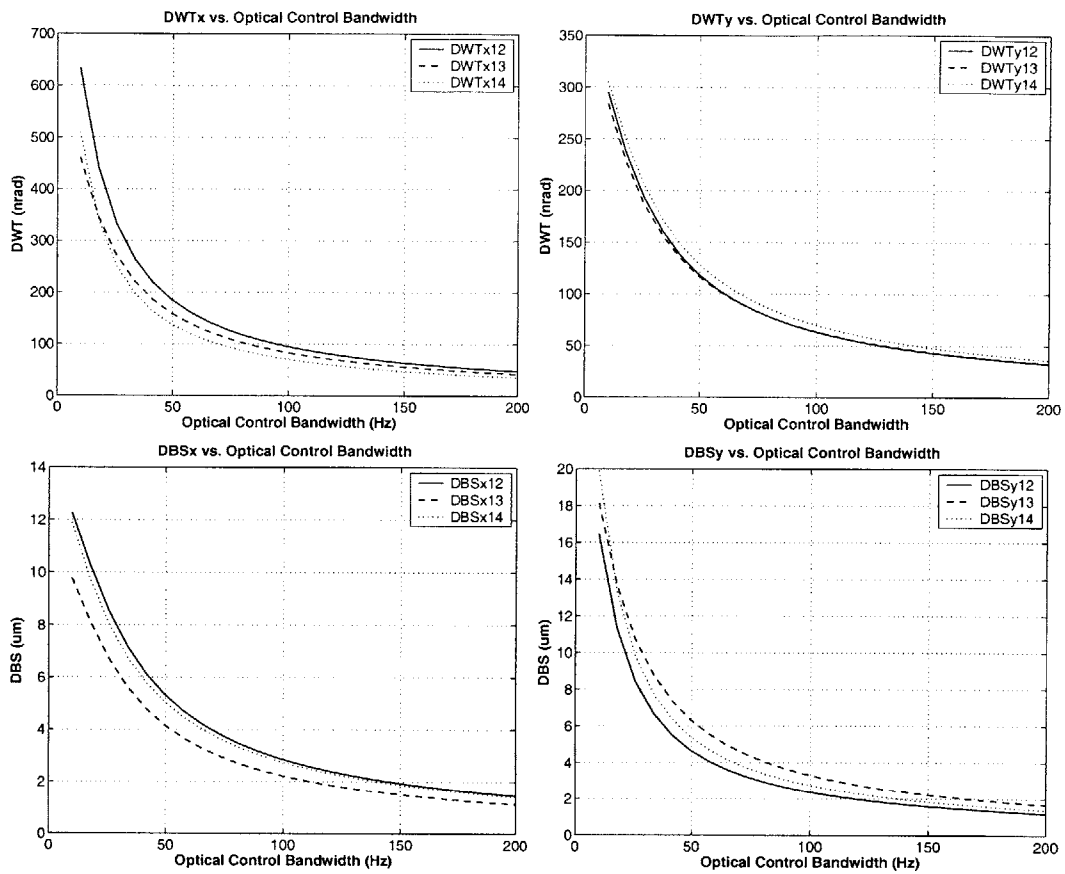 DWTx vs. Optical Control Bandwidth
700
600
500
400
300
200
100
0
DWT (nrad)
DWTx12
DWTx13
DWTx14
0 50 100 150 200
Optical Control Bandwidth (Hz)
DWTy vs. Optical Control Bandwidth
350
300
250
200
150
100
50
0
DWT (nrad)
DWTy12
DWTy13
DWTy14
0 50 100 150 200
Optical Control Bandwidth
DBSx vs. Optical Control Bandwidth
14
12
10
8
6
4
2
0
DBS (um)
DBSx12
DBSx13
DBSx14
0 50 100 150 200
Optical Control Bandwidth (Hz)
DBSy vs. Optical Control Bandwidth
20
18
16
14
12
10
8
6
4
2
0
DBS (um)
DBSy12
DBSy13
DBSy14
0 50 100 150 200
Optical Control Bandwidth (Hz)